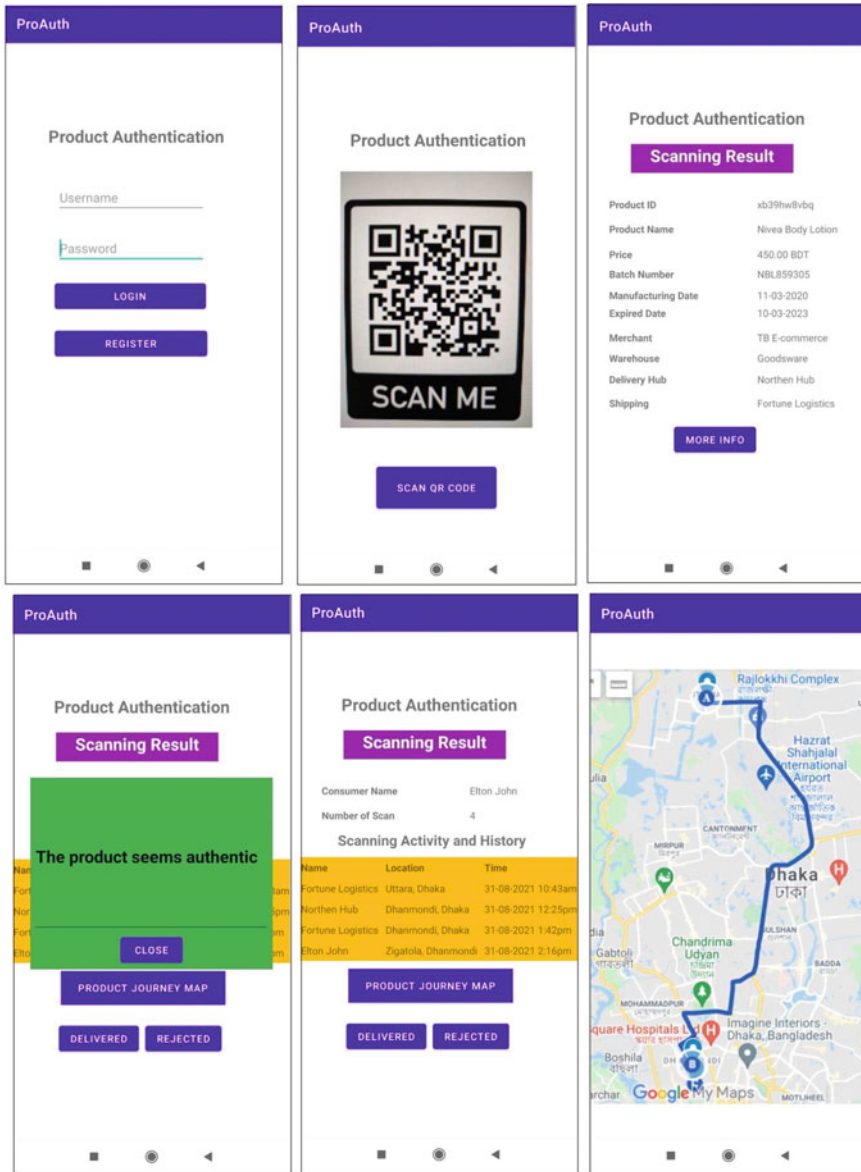 ProAuth
Product Authentication
Username
Password
LOGIN
REGISTER
ProAuth
Product Authentication
SCAN ME
SCAN QR CODE
ProAuth
Product Authentication
Scanning Result
Product ID xb39hw8vbq
Product Name Nivea Body Lotion
Price 450.00 BDT
Batch Number NBL859305
Manufacturing Date 11-03-2020
Expired Date 10-03-2023
Merchant TB E-commerce
Warehouse Goodsware
Delivery Hub Northen Hub
Shipping Fortune Logistics
MORE INFO
ProAuth
Product Authentication
Scanning Result
The product seems authentic
CLOSE
PRODUCT JOURNEY MAP
DELIVERED REJECTED
ProAuth
Product Authentication
Scanning Result
Consumer Name Elton John
Number of Scan 4
Scanning Activity and History
Name Location Time
Fortune Logistics Uttara, Dhaka 31-08-2021 10:43am
Northen Hub Dhanmondi, Dhaka 31-08-2021 12:25pm
Fortune Logistics Dhanmondi, Dhaka 31-08-2021 1:42pm
Elton John Zigatola, Dhanmondi 31-08-2021 2:16pm
PRODUCT JOURNEY MAP
DELIVERED REJECTED
ProAuth
Rajlokkhi Complex
A
Hazrat
Shahjalal
International
Airport
CANTONMENT
MIRPUR
Dhaka
ঢাকা
H
Chandrima
Udyan
Gabtoli
BADDA
MOHAMMADPUR
Square Hospitals Ltd
H
Imagine Interiors -
Dhaka, Bangladesh
Boshila
B
Google My Maps
MOTIJHEEL